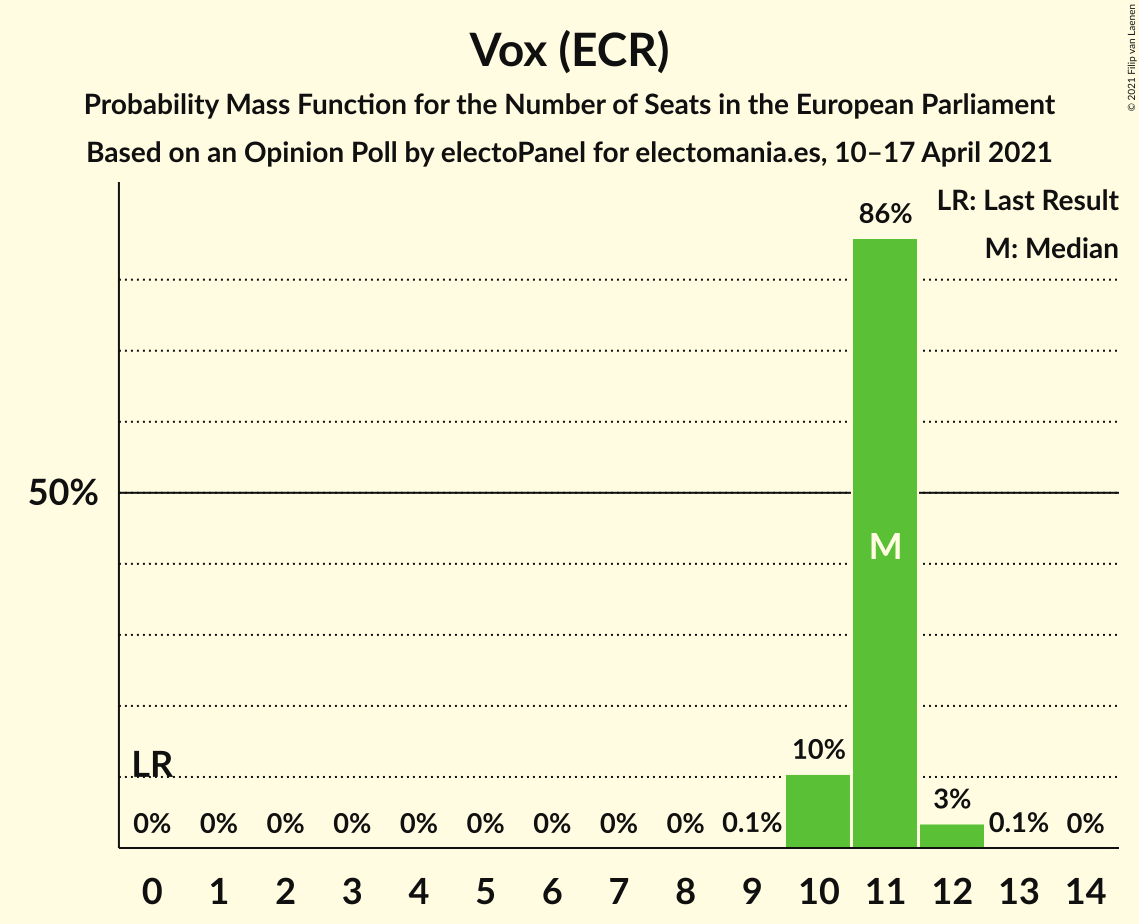 Vox (ECR)
Probability Mass Function for the Number of Seats in the European Parliament
Based on an Opinion Poll by electoPanel for electomania.es, 10–17 April 2021
© 2021 Filip van Laenen
LR: Last Result
M: Median
86%
50%
M
LR
10%
3%
0% 0% 0% 0% 0% 0% 0% 0% 0% 0.1% 0.1% 0%
0 1 2 3 4 5 6 7 8 9 10 11 12 13 14